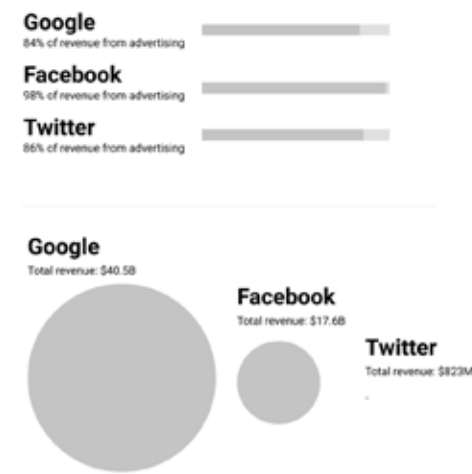 Google
84% of revenue from advertising
Facebook
98% of revenue from advertising
Twitter
86% of revenue from advertising
Google
Total revenue: $40.5B
Facebook
Total revenue: $17.6B
Twitter
Total revenue: $823M